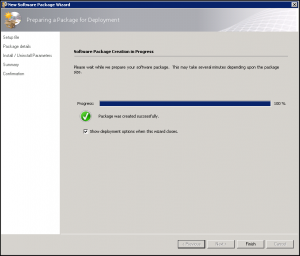 New Software Package Wizard
Preparing a Package for Deployment
Setup file
Package details
Install / Uninstall Parameters
Summary
Confirmation
Software Package Creation in Progress
Please wait while we prepare your software package. This may take several minutes depending upon the package
size.
Progress:
100 %
Package was created successfully.
Show deployment options when this wizard closes.
< Previous
Next >
Finish
Cancel